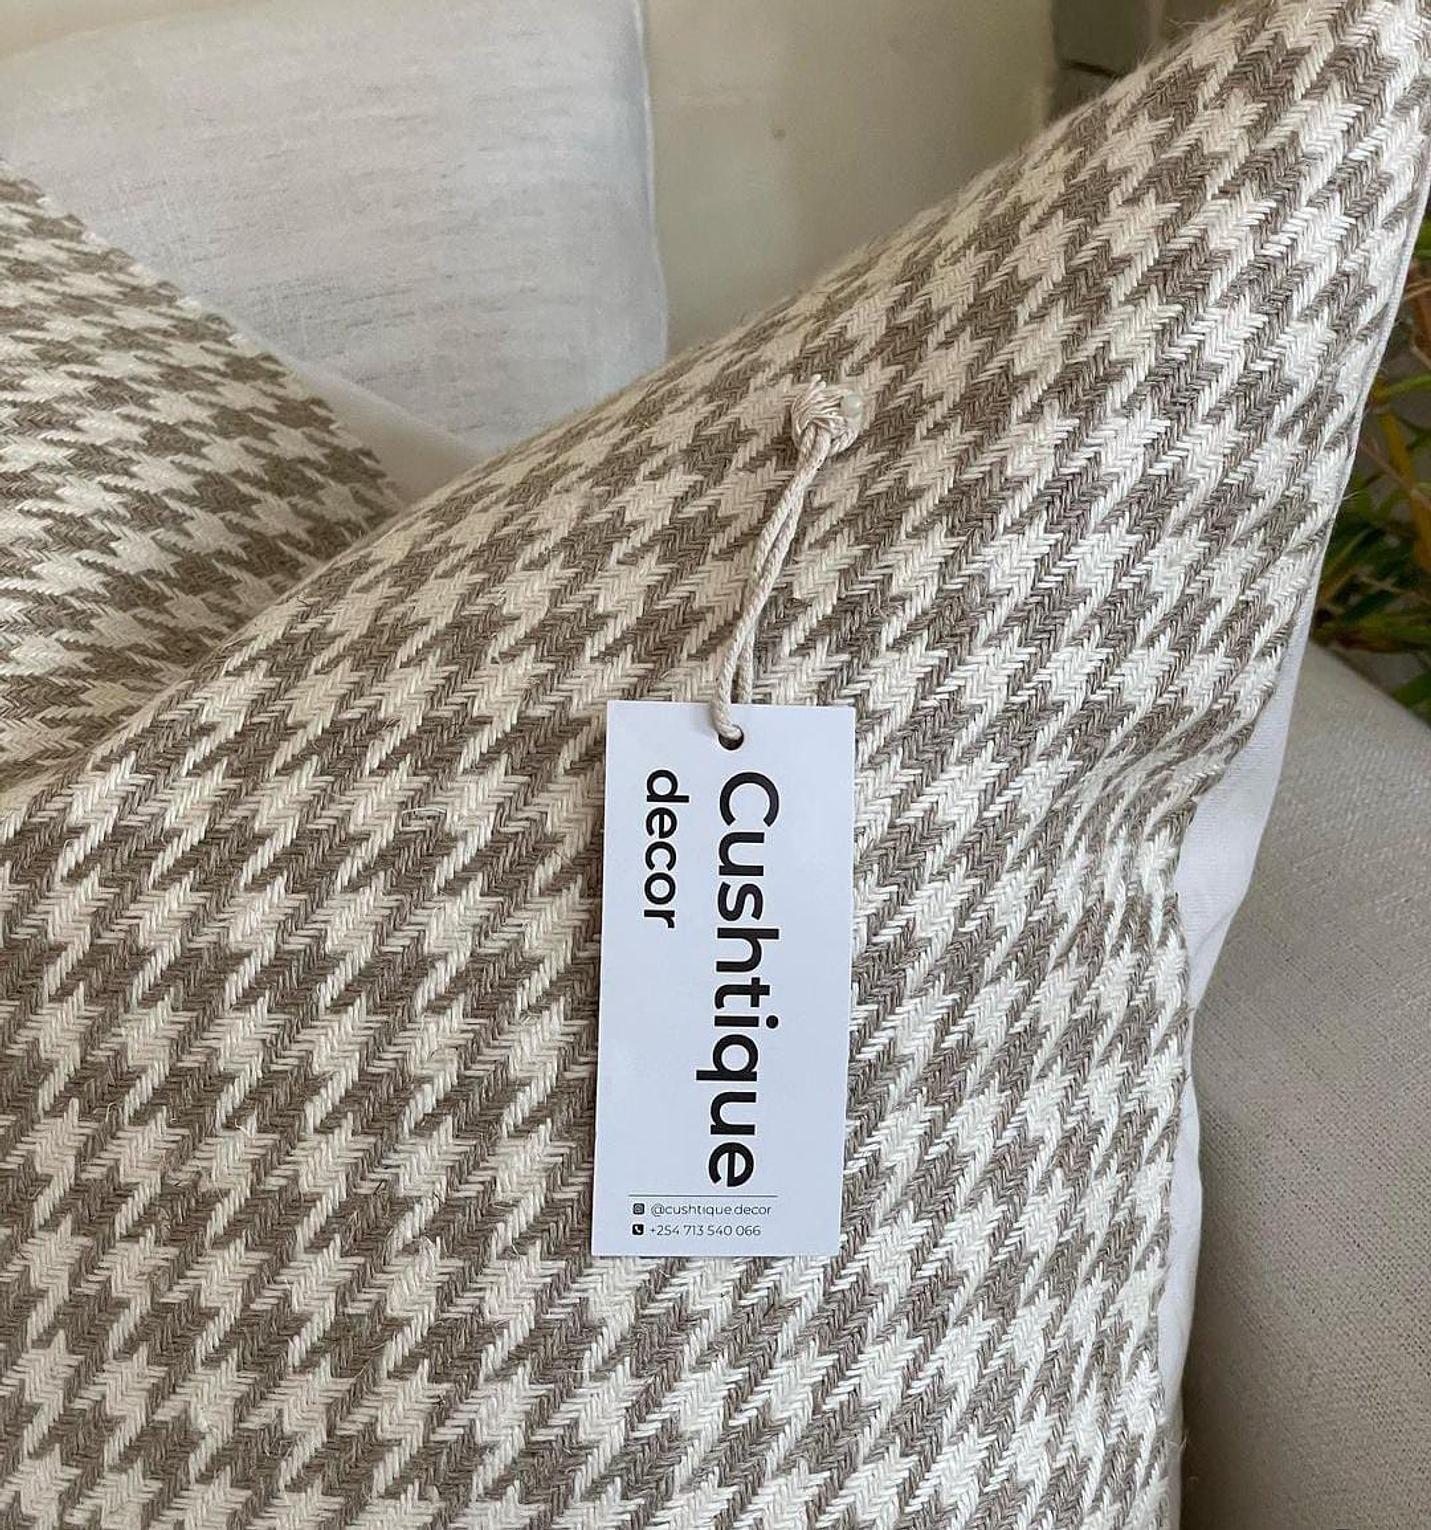 Cushtique
decor
@cushtique.decor
+254 713 540 066